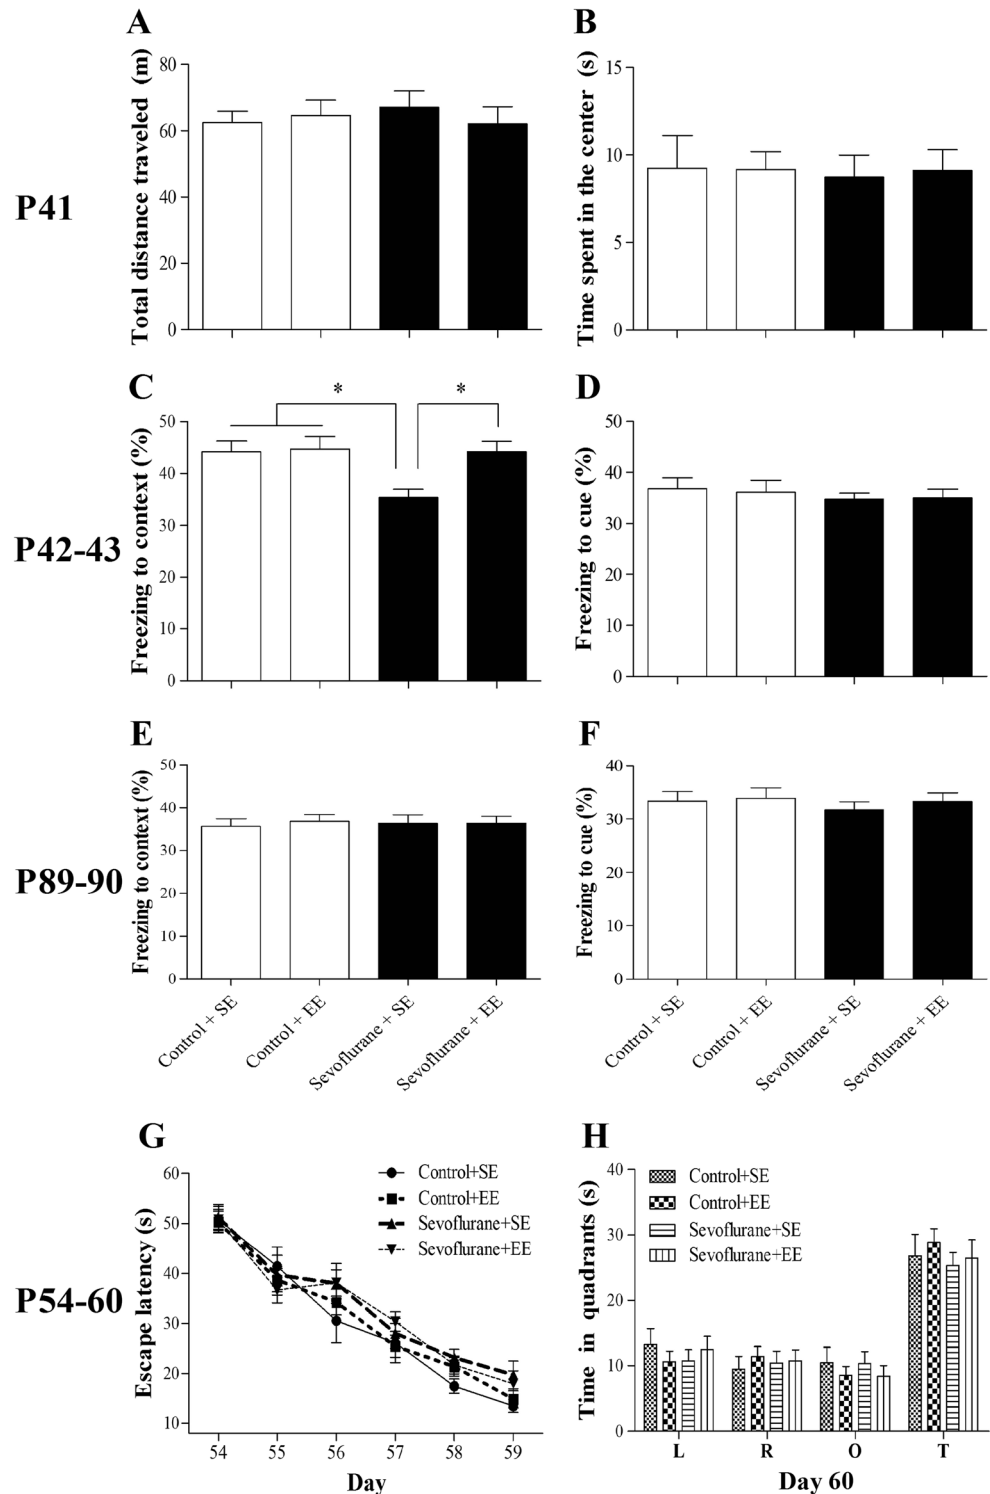 A
B
P41
Total distance traveled (m)
80
60
40
20
0
Time spent in the center (s)
15
10
5
0
C
D
P42-43
Freezing to context (%)
50
40
30
20
10
0
*
*
Freezing to cue (%)
50
40
30
20
10
0
E
F
P89-90
Freezing to context (%)
50
40
30
20
10
0
Control + SE
Control + EE
Sevoflurane + SE
Sevoflurane + EE
Freezing to cue (%)
40
30
20
10
0
Control + SE
Control + EE
Sevoflurane + SE
Sevoflurane + EE
G
H
P54-60
Escape latency (s)
60
50
40
30
20
10
Control+SE
Control+EE
Sevoflurane+SE
Sevoflurane+EE
54 55 56 57 58 59
Day
Time in quadrants (s)
40
30
20
10
0
Control+SE
Control+EE
Sevoflurane+SE
Sevoflurane+EE
L R O T
Day 60